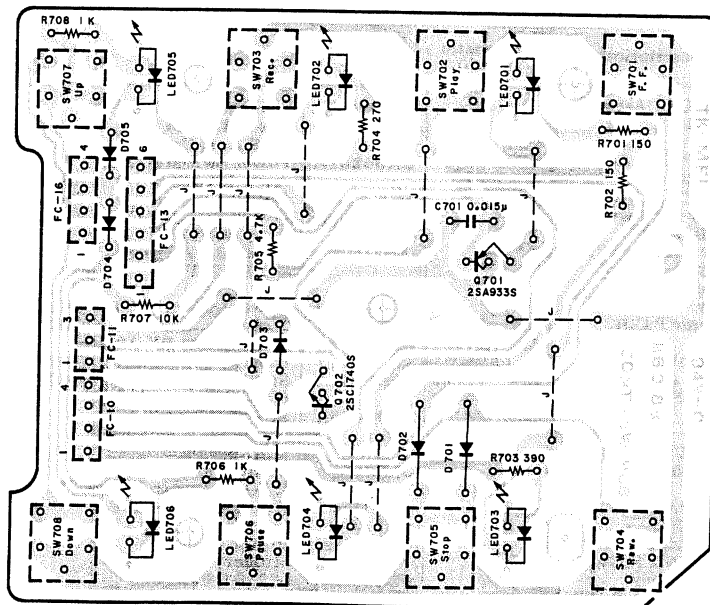 R708 1K
SW707
Up
LED705
SW703
Rec.
LED702
SW702
Play
LED701
SW701
F.F.
D705
R704 270
R701 150
R702 150
4
6
FC-16
1
FC-13
1
D704
J
J
J
J
J
J
C701 0.015μ
R705 4.7K
Q701
2SA933S
R707 10K
J
J
3
FC-11
1
J
D703
Q702
2SC1740S
J
J
4
FC-10
1
J
J
D702
D701
R706 1K
R703 390
SW708
Down
LED706
SW706
Pause
LED704
SW705
Stop
LED703
SW704
Rew.